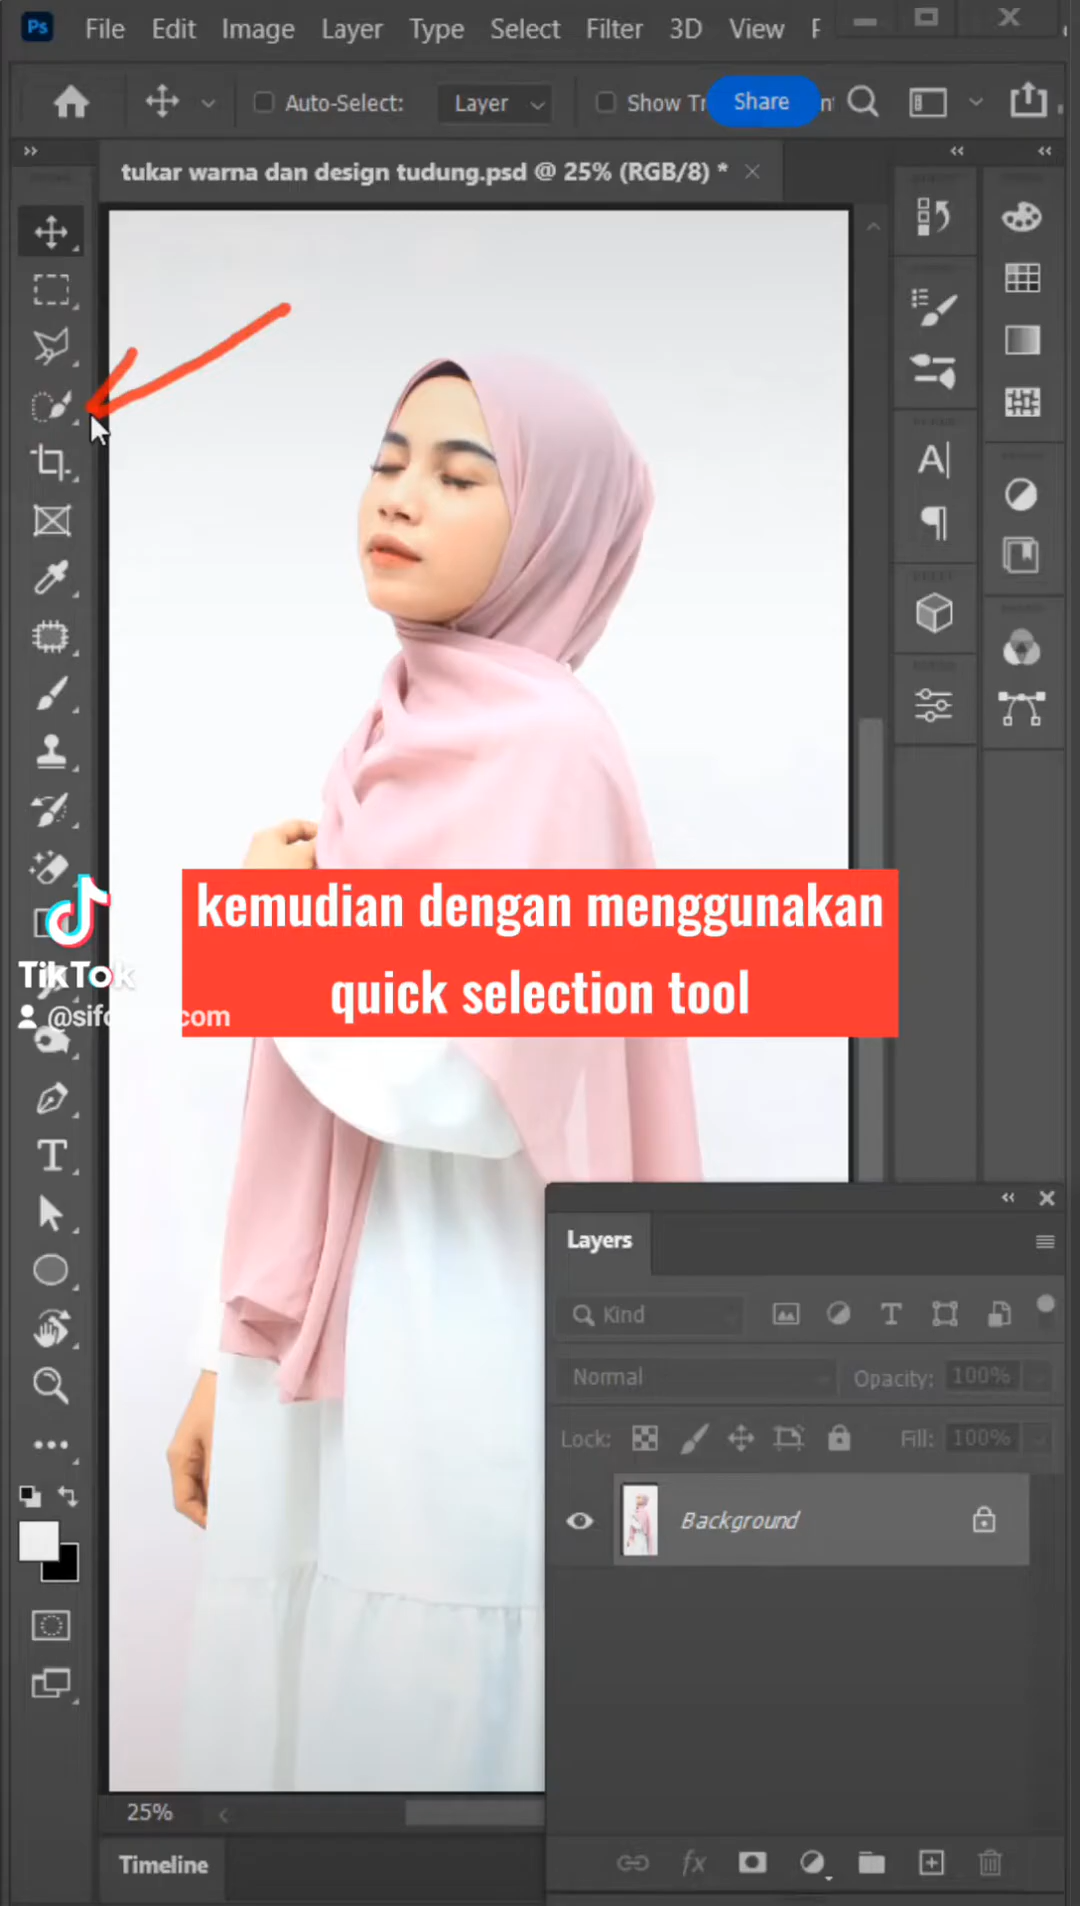 Ps File Edit Image Layer Type Select Filter 3D View
Auto-Select: Layer Show Share
tukar warna dan design tudung.psd @ 25% (RGB/8) *
kemudian dengan menggunakan
quick selection tool
TikTok
Layers
Kind
Normal Opacity: 100%
Lock: Fill: 100%
Background
25%
fx
Timeline